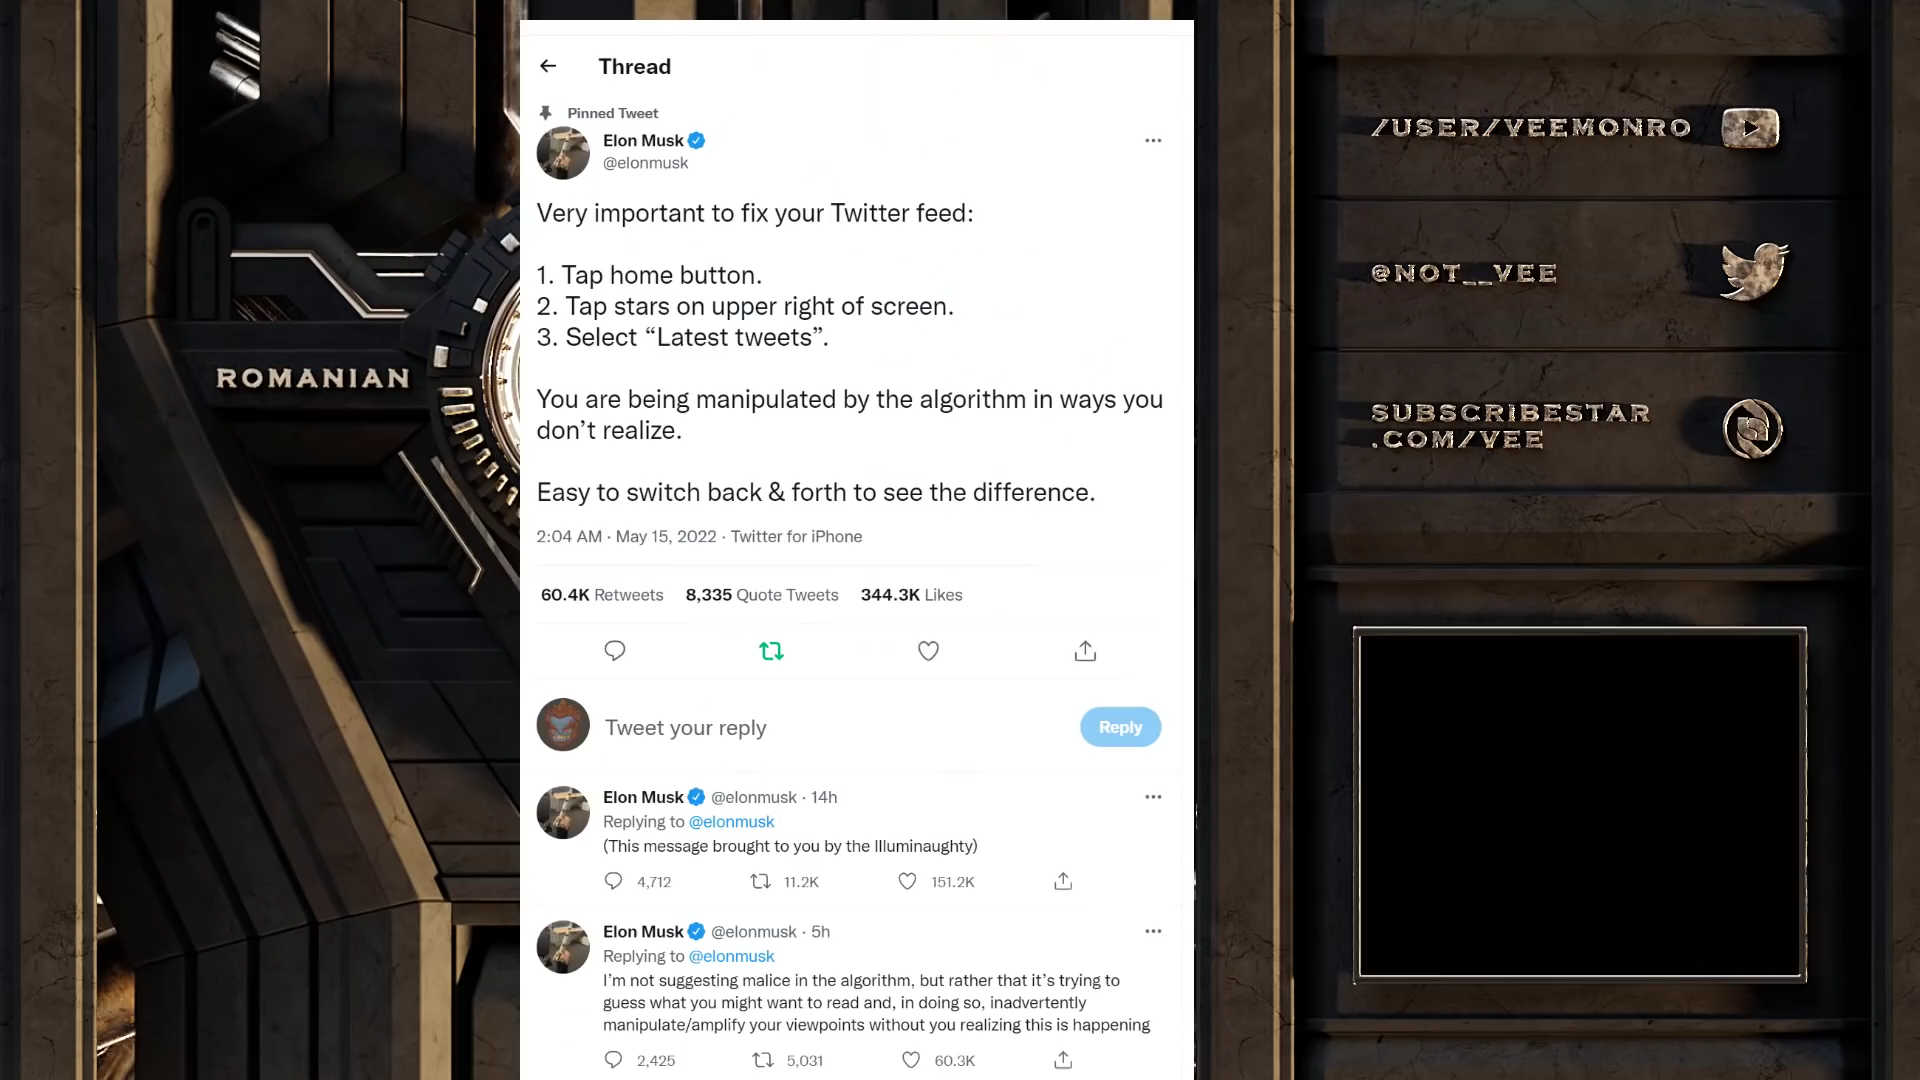 Thread
Pinned Tweet
Elon Musk
@elonmusk
Very important to fix your Twitter feed:
1. Tap home button.
2. Tap stars on upper right of screen.
3. Select “Latest tweets”.
You are being manipulated by the algorithm in ways you
don’t realize.
Easy to switch back & forth to see the difference.
2:04 AM · May 15, 2022 · Twitter for iPhone
60.4K Retweets 8,335 Quote Tweets 344.3K Likes
Tweet your reply
Reply
Elon Musk @elonmusk · 14h
Replying to @elonmusk
(This message brought to you by the Illuminaughty)
4,712 11.2K 151.2K
Elon Musk @elonmusk · 5h
Replying to @elonmusk
I’m not suggesting malice in the algorithm, but rather that it’s trying to
guess what you might want to read and, in doing so, inadvertently
manipulate/amplify your viewpoints without you realizing this is happening
2,425 5,031 60.3K
ROMANIAN
/USER/VEEMONRO
@NOT__VEE
SUBSCRIBESTAR
.COM/VEE